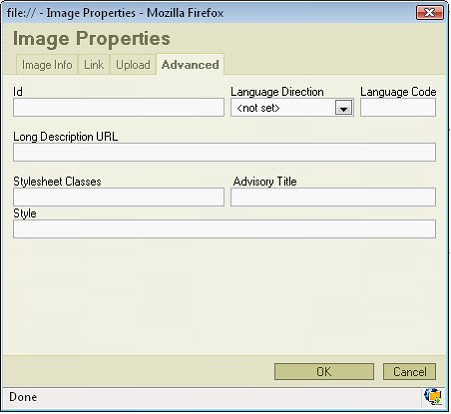 file:// - Image Properties - Mozilla Firefox
Image Properties
Image Info Link Upload Advanced
Id Language Direction Language Code
<not set>
Long Description URL
Stylesheet Classes Advisory Title
Style
OK Cancel
Done